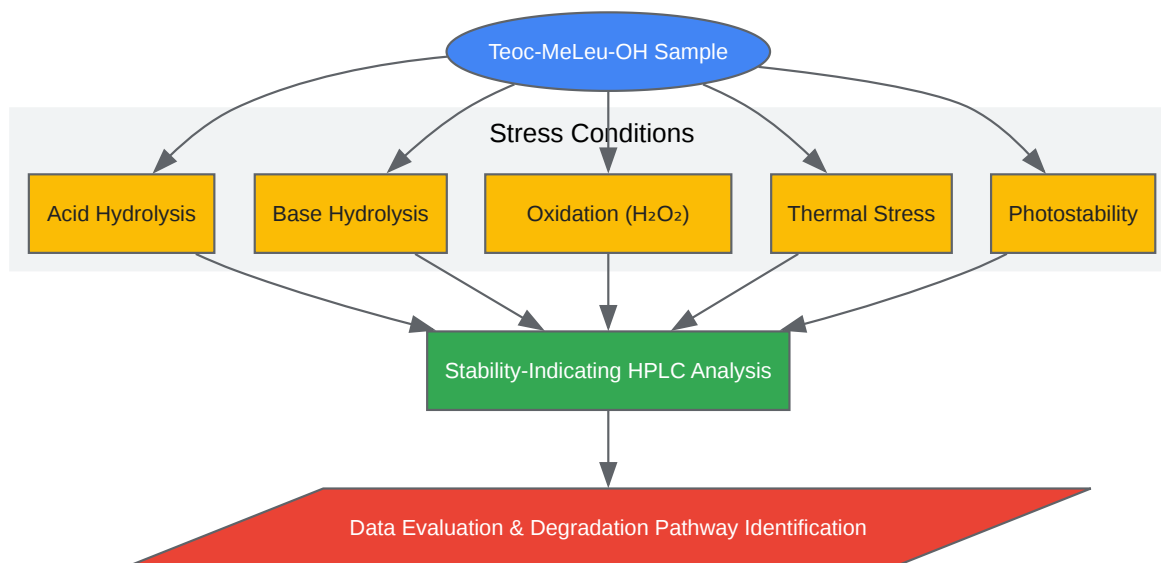 Teoc-MeLeu-OH Sample
Stress Conditions
Acid Hydrolysis
Base Hydrolysis
Oxidation (H₂O₂)
Thermal Stress
Photostability
Stability-Indicating HPLC Analysis
Data Evaluation & Degradation Pathway Identification